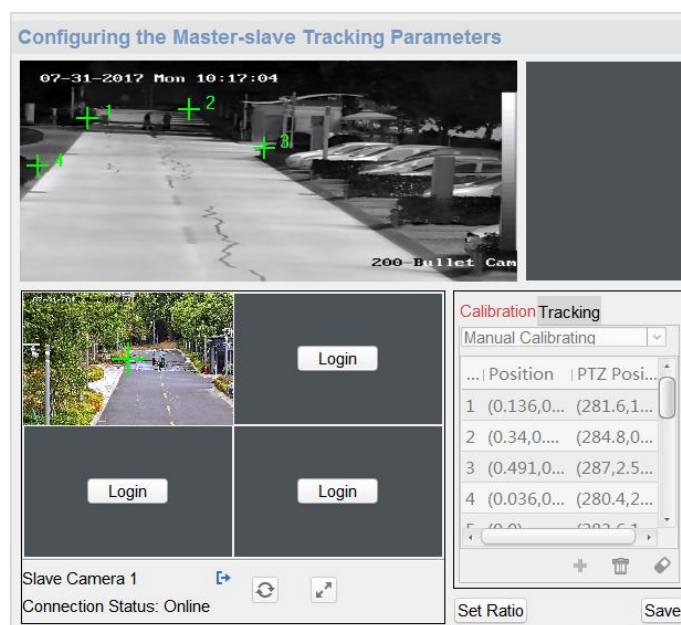 Configuring the Master-slave Tracking Parameters
07-31-2017 Mon 10:17:04
1
2
3
4
200-Bullet Cam
Login
Login
Login
Slave Camera 1
Connection Status: Online
Calibration Tracking
Manual Calibrating
... Position PTZ Posi...
1 (0.136,0... (281.6,1...
2 (0.34,0.... (284.8,0...
3 (0.491,0... (287,2.5...
4 (0.036,0... (280.4,2...
Set Ratio
Save